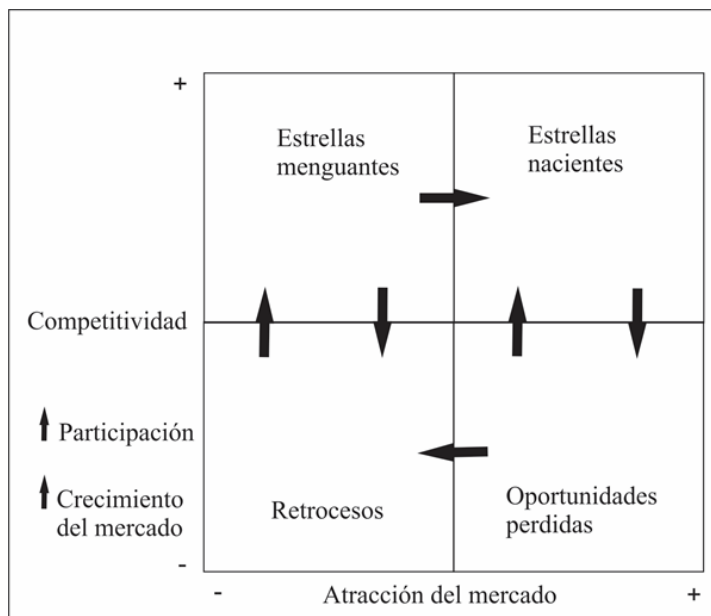 +
Estrellas
menguantes
Estrellas
nacientes
Competitividad
Participación
Crecimiento
del mercado
Retrocesos
Oportunidades
perdidas
-
-
Atracción del mercado
+